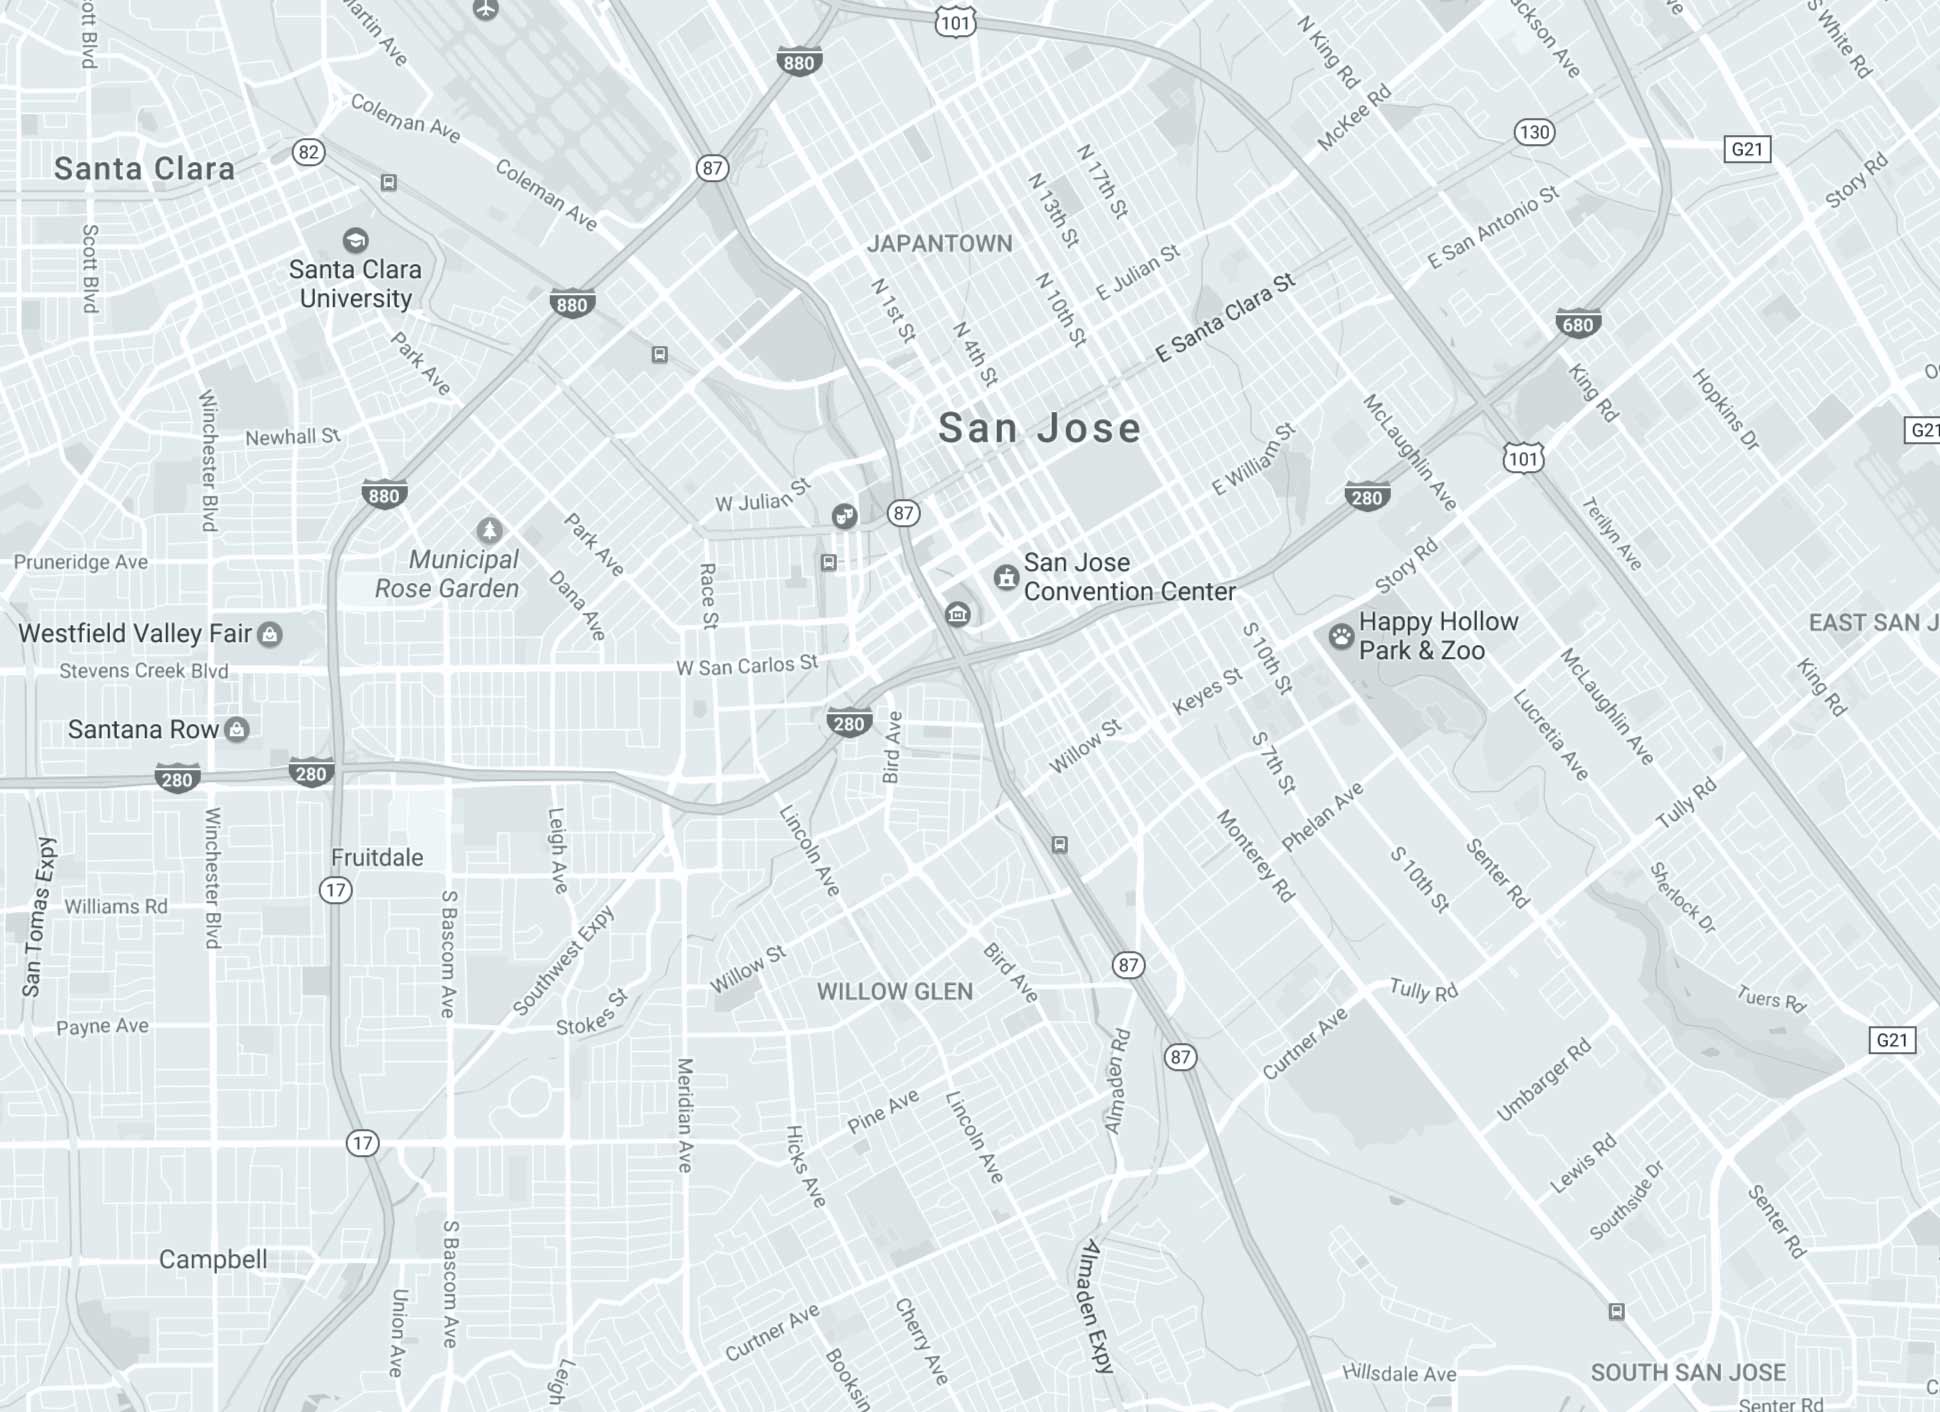 101
880
Martin Ave
N King Rd
McKee Rd
S White Rd
Coleman Ave
130
G21
82
Santa Clara
87
Coleman Ave
N 17th St
N 13th St
Story Rd
E San Antonio St
Scott Blvd
Santa Clara
University
JAPANTOWN
E Julian St
N 1st St
N 10th St
E Santa Clara St
880
680
Park Ave
N 4th St
King Rd
Hopkins Dr
Winchester Blvd
Newhall St
San Jose
McLaughlin Ave
E William St
G21
101
880
W Julian St
87
280
Terilyn Ave
Pruneridge Ave
Municipal
Rose Garden
Park Ave
Dana Ave
Race St
San Jose
Convention Center
Story Rd
Westfield Valley Fair
Stevens Creek Blvd
W San Carlos St
S 10th St
Happy Hollow
Park & Zoo
EAST SAN J
Keyes St
McLaughlin Ave
King Rd
Santana Row
280
280
280
Bird Ave
Willow St
S 7th St
Lucretia Ave
Winchester Blvd
Leigh Ave
Lincoln Ave
Monterey Rd
Phelan Ave
Tully Rd
San Tomas Expy
Fruitdale
17
Williams Rd
S Bascom Ave
Southwest Expy
S 10th St
Senter Rd
Sherlock Dr
Willow St
WILLOW GLEN
Bird Ave
87
Tully Rd
Tuers Rd
Payne Ave
Stokes St
Almaden Rd
87
Curtner Ave
G21
Meridian Ave
Pine Ave
Lincoln Ave
Umbarger Rd
17
Hicks Ave
Lewis Rd
Southside Dr
Senter Rd
Campbell
S Bascom Ave
Union Ave
Almaden Expy
Curtner Ave
Cherry Ave
Leigh
Booksin
Hillsdale Ave
SOUTH SAN JOSE
Senter Rd